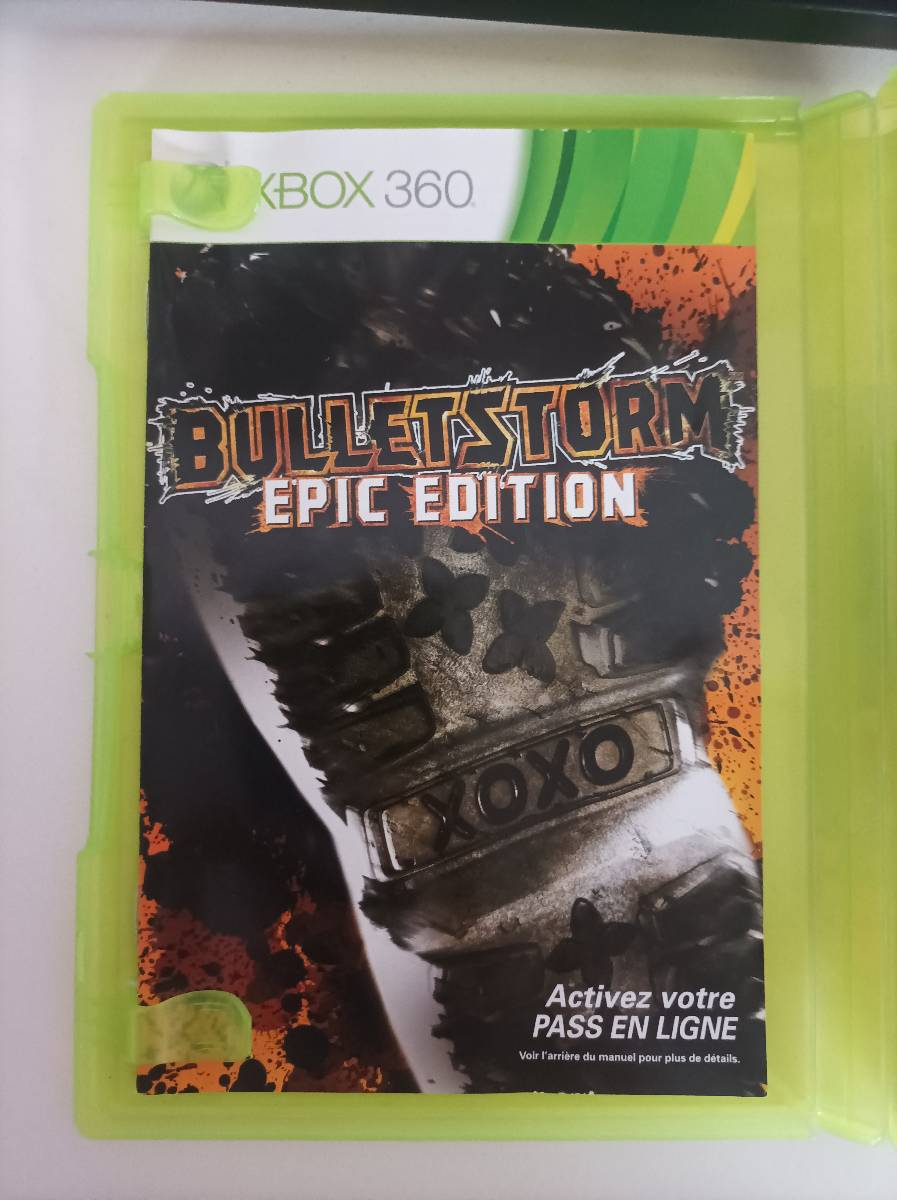 XBOX 360
BULLETSTORM
EPIC EDITION
XOXO
Activez votre
PASS EN LIGNE
Voir l'arrière du manuel pour plus de détails.